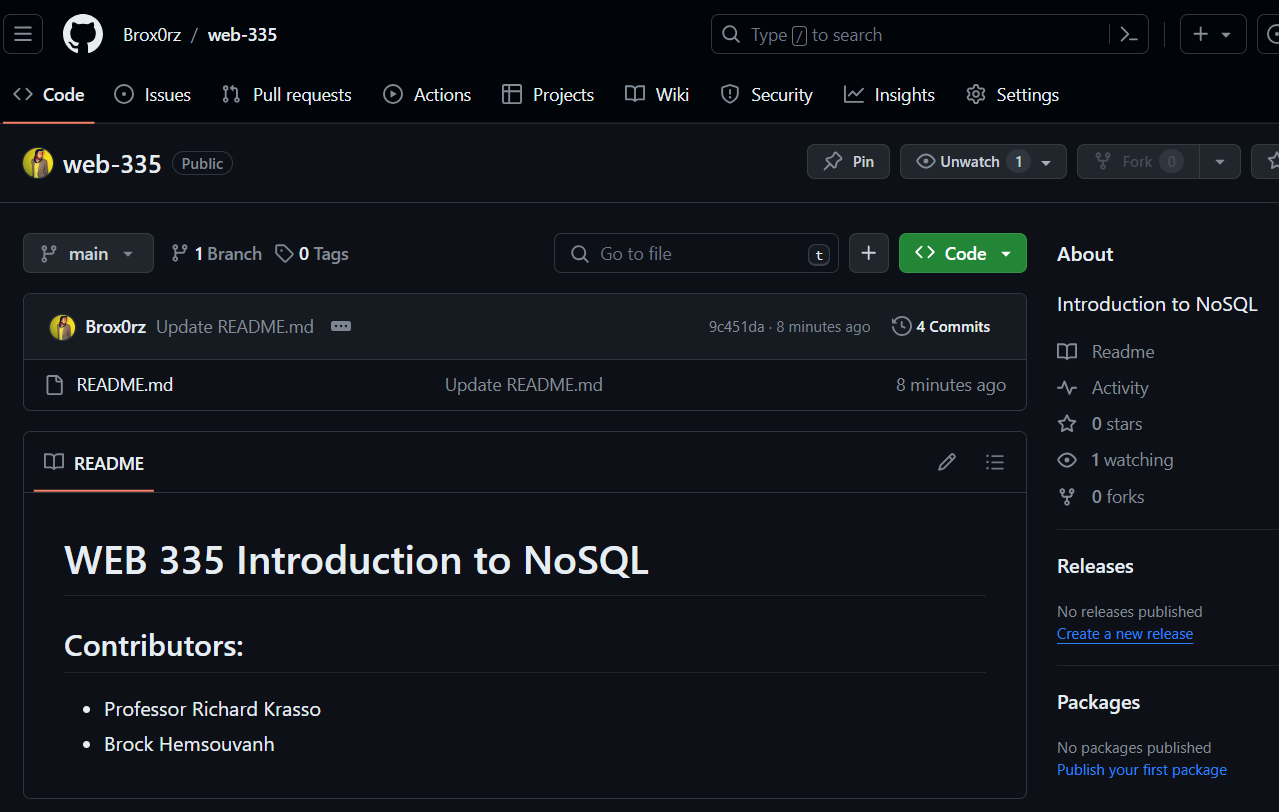 Brox0rz / web-335
Type / to search
Code
Issues
Pull requests
Actions
Projects
Wiki
Security
Insights
Settings
web-335 Public
Pin
Unwatch 1
Fork 0
main
1 Branch
0 Tags
Go to file t
Code
Brox0rz Update README.md
9c451da · 8 minutes ago
4 Commits
README.md Update README.md 8 minutes ago
README
WEB 335 Introduction to NoSQL
Contributors:
• Professor Richard Krasso
• Brock Hemsouvanh
About
Introduction to NoSQL
Readme
Activity
0 stars
1 watching
0 forks
Releases
No releases published
Create a new release
Packages
No packages published
Publish your first package